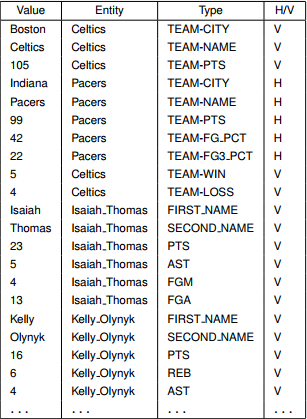 Value Entity Type H/V
Boston Celtics TEAM-CITY V
Celtics Celtics TEAM-NAME V
105 Celtics TEAM-PTS V
Indiana Pacers TEAM-CITY H
Pacers Pacers TEAM-NAME H
99 Pacers TEAM-PTS H
42 Pacers TEAM-FG_PCT H
22 Pacers TEAM-FG3_PCT H
5 Celtics TEAM-WIN V
4 Celtics TEAM-LOSS V
Isaiah Isaiah_Thomas FIRST_NAME V
Thomas Isaiah_Thomas SECOND_NAME V
23 Isaiah_Thomas PTS V
5 Isaiah_Thomas AST V
4 Isaiah_Thomas FGM V
13 Isaiah_Thomas FGA V
Kelly Kelly_Olynyk FIRST_NAME V
Olynyk Kelly_Olynyk SECOND_NAME V
16 Kelly_Olynyk PTS V
6 Kelly_Olynyk REB V
4 Kelly_Olynyk AST V
. . . . . . . . . . . .